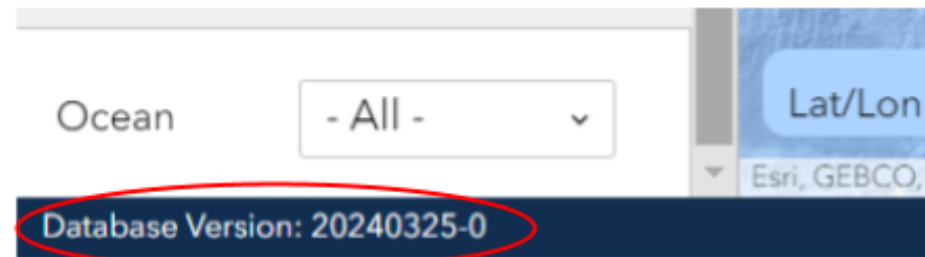 Ocean
- All -
Lat/Lon
Esri, GEBCO,
Database Version: 20240325-0